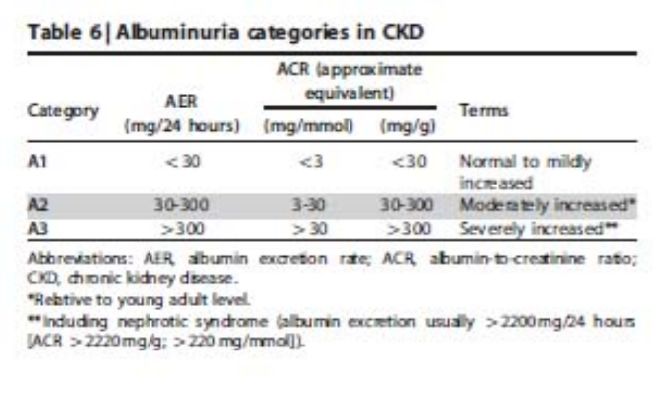 Table 6 | Albuminuria categories in CKD
ACR (approximate
equivalent)
Category AER Terms
(mg/24 hours) (mg/mmol) (mg/g)
A1 <30 <3 <30 Normal to mildly
increased
A2 30-300 3-30 30-300 Moderately increased*
A3 >300 >30 >300 Severely increased**
Abbreviations: AER, albumin excretion rate; ACR, albumin-to-creatinine ratio;
CKD, chronic kidney disease.
*Relative to young adult level.
**Including nephrotic syndrome (albumin excretion usually >2200 mg/24 hours
[ACR >2220 mg/g; >220 mg/mmol]).